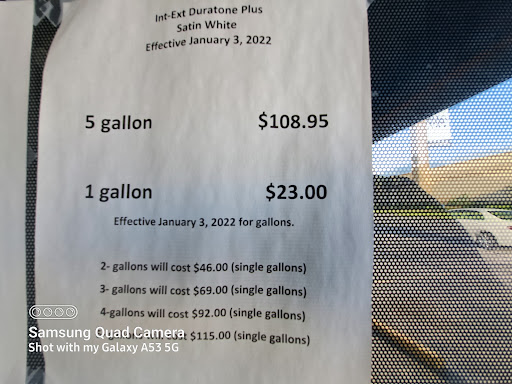 Int-Ext Duratone Plus
Satin White
Effective January 3, 2022
5 gallon $108.95
1 gallon $23.00
Effective January 3, 2022 for gallons.
2- gallons will cost $46.00 (single gallons)
3- gallons will cost $69.00 (single gallons)
4-gallons will cost $92.00 (single gallons)
$115.00 (single gallons)
Samsung Quad Camera
Shot with my Galaxy A53 5G